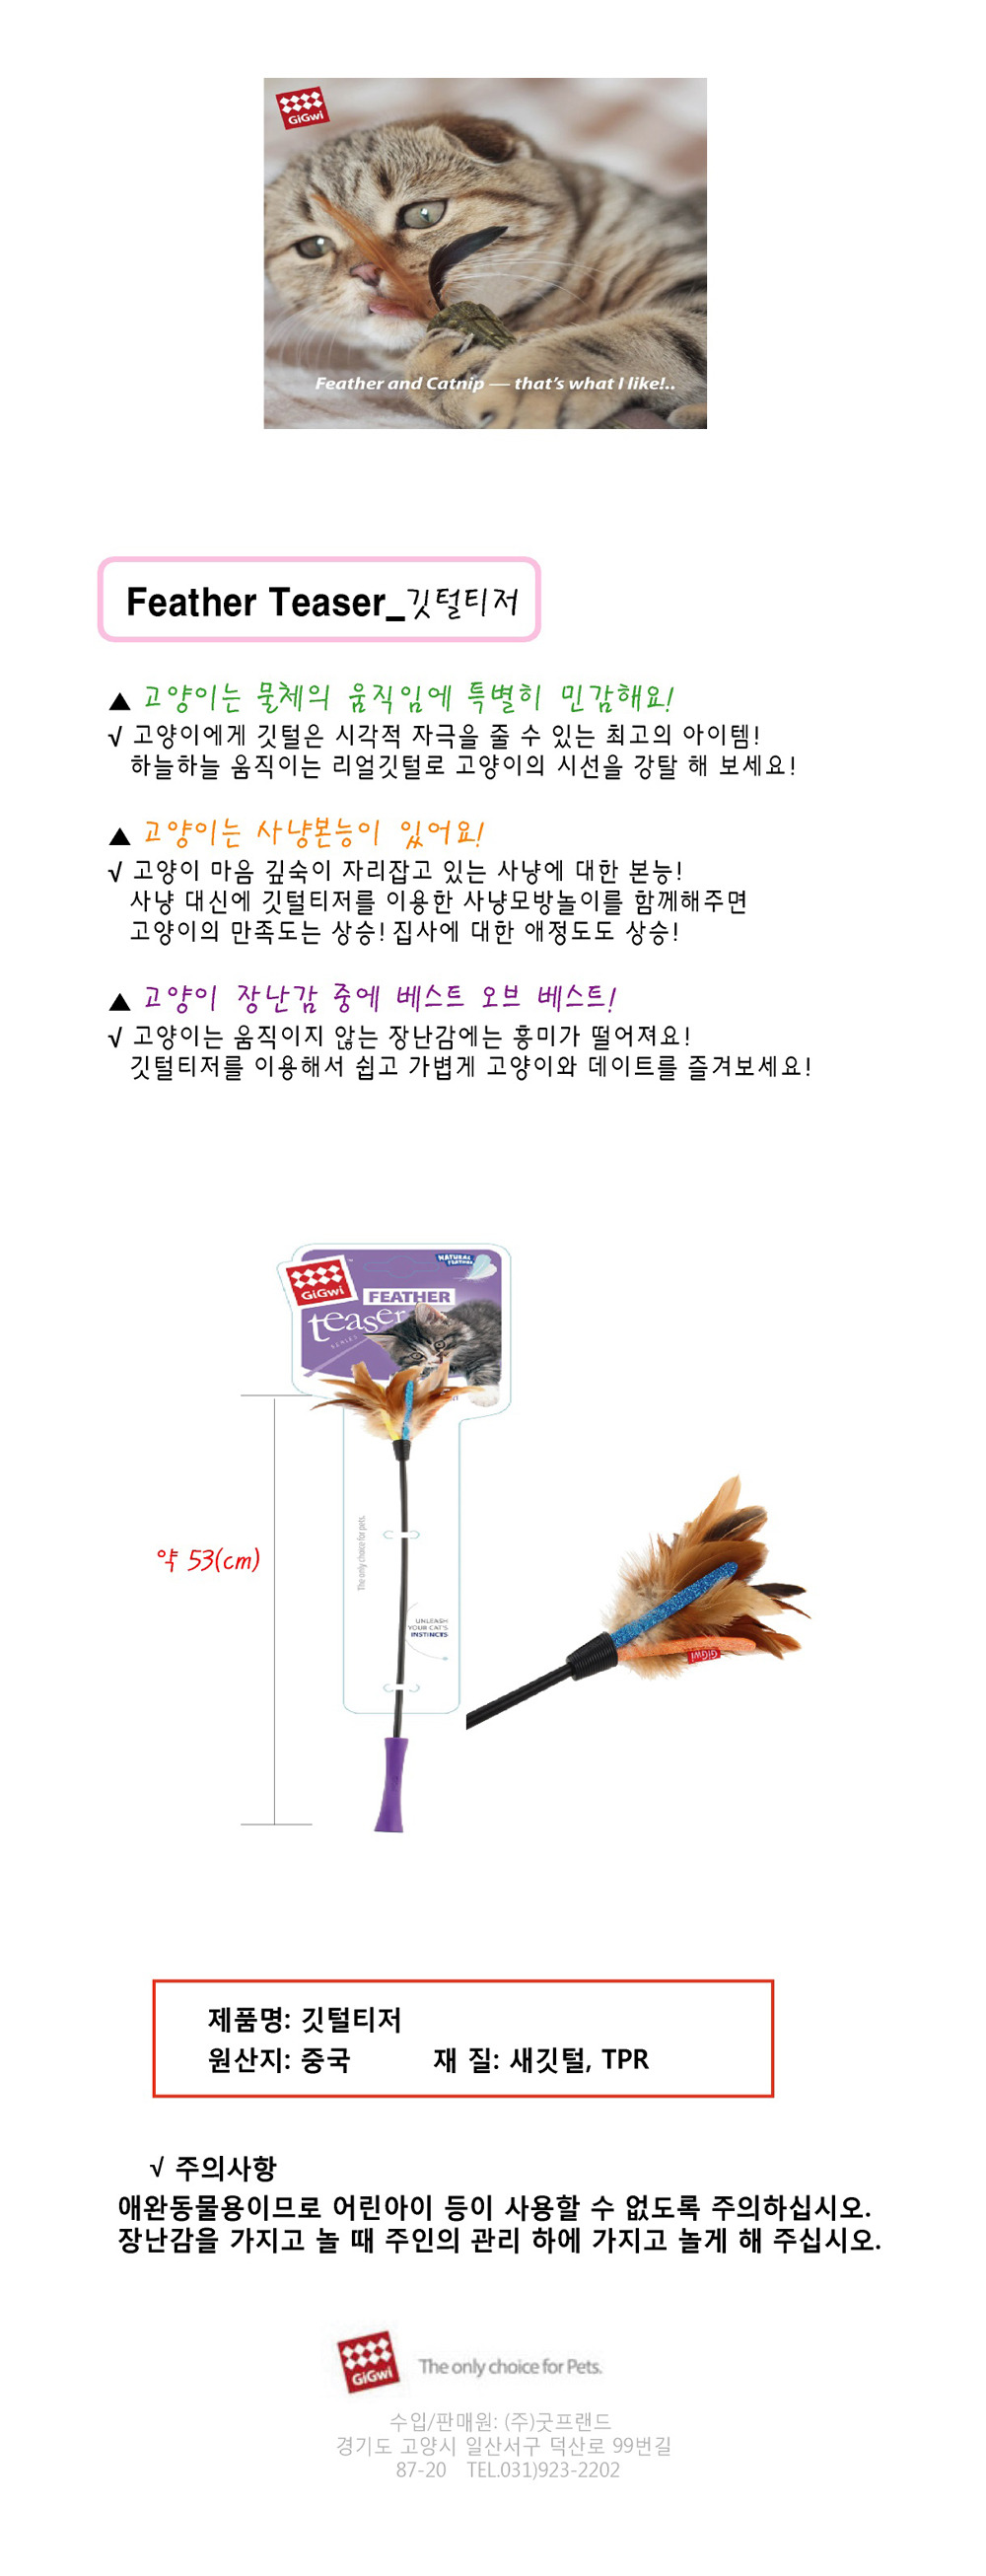 GiGwi
Feather and Catnip — that's what I like!..
Feather Teaser_깃털티저
▲ 고양이는 물체의 움직임에 특별히 민감해요!
√ 고양이에게 깃털은 시각적 자극을 줄 수 있는 최고의 아이템!
하늘하늘 움직이는 리얼깃털로 고양이의 시선을 강탈 해 보세요!
▲ 고양이는 사냥본능이 있어요!
√ 고양이 마음 깊숙이 자리잡고 있는 사냥에 대한 본능!
사냥 대신에 깃털티저를 이용한 사냥모방놀이를 함께해주면
고양이의 만족도는 상승! 집사에 대한 애정도도 상승!
▲ 고양이 장난감 중에 베스트 오브 베스트!
√ 고양이는 움직이지 않는 장난감에는 흥미가 떨어져요!
깃털티저를 이용해서 쉽고 가볍게 고양이와 데이트를 즐겨보세요!
NATURAL
FEATHER
GiGwi
FEATHER
teaser
SERIES
약 53(cm)
The only choice for pets.
UNLEASH
YOUR CAT'S
INSTINCTS
GiGwi
제품명: 깃털티저
원산지: 중국 재 질: 새깃털, TPR
√ 주의사항
애완동물용이므로 어린아이 등이 사용할 수 없도록 주의하십시오.
장난감을 가지고 놀 때 주인의 관리 하에 가지고 놀게 해 주십시오.
GiGwi The only choice for Pets.
수입/판매원: (주)굿프랜드
경기도 고양시 일산서구 덕산로 99번길
87-20 TEL.031)923-2202